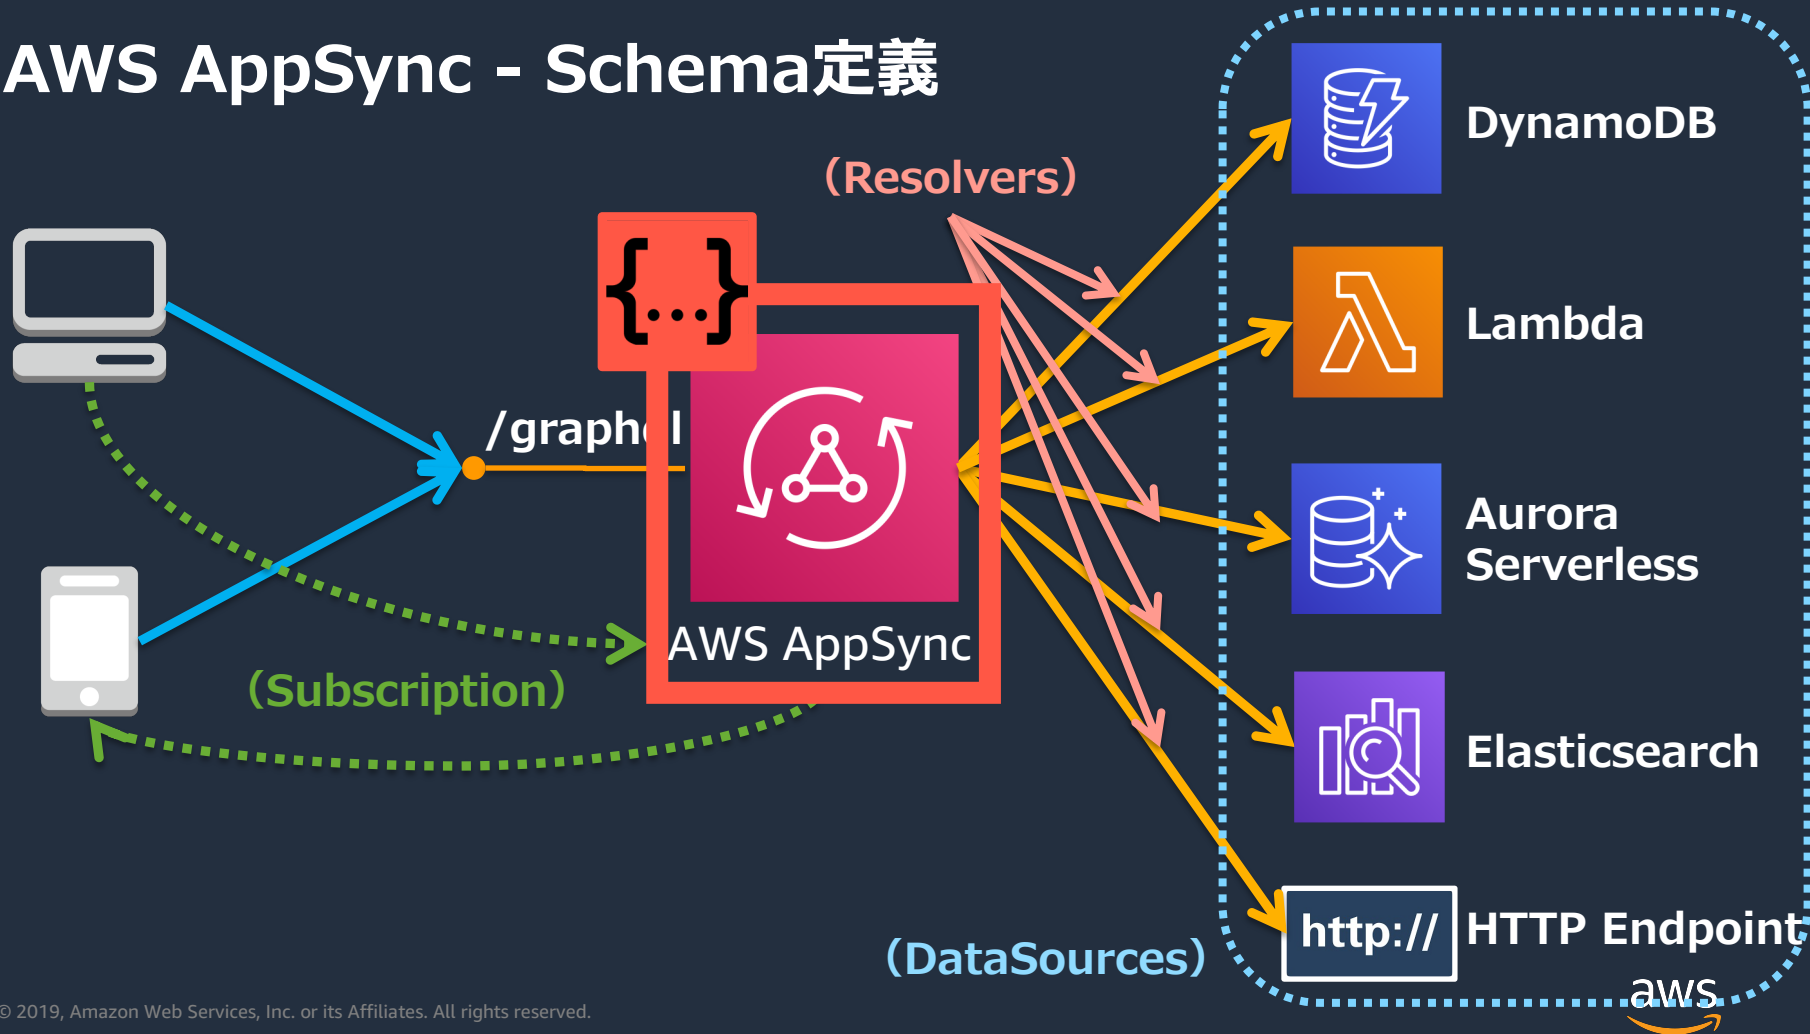 AWS AppSync - Schema定義
(Resolvers)
DynamoDB
{...}
Lambda
/graphql
Aurora
Serverless
AWS AppSync
(Subscription)
Elasticsearch
http://
HTTP Endpoint
(DataSources)
aws
© 2019, Amazon Web Services, Inc. or its Affiliates. All rights reserved.